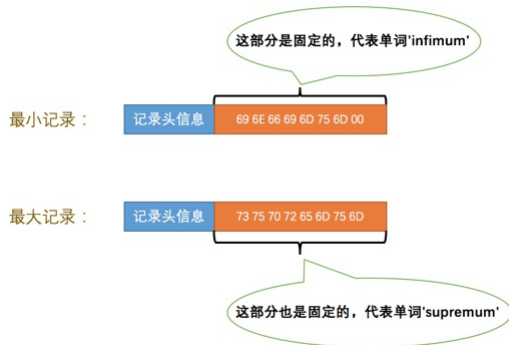 这部分是固定的，代表单词'infimum'
最小记录：
记录头信息
69 6E 66 69 6D 75 6D 00
最大记录：
记录头信息
73 75 70 72 65 6D 75 6D
这部分也是固定的，代表单词'supremum'